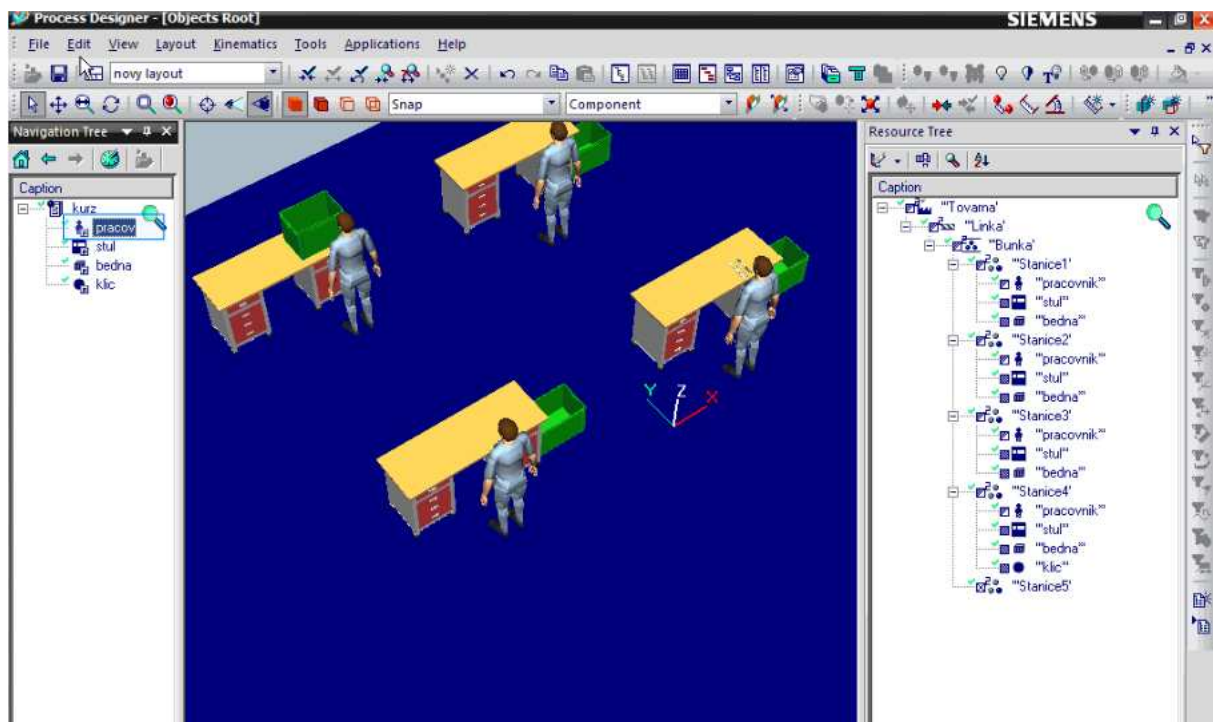 Process Designer - [Objects Root]
SIEMENS
File Edit View Layout Kinematics Tools Applications Help
novy layout
Snap
Component
Navigation Tree
Caption
kurz
pracov
stul
bedna
klic
Y Z X
Resource Tree
Caption
"'Tovarna'
"'Linka'
"'Bunka'
"'Stanice1'
"'pracovnik'"
"'stul'"
"'bedna'"
"'Stanice2'
"'pracovnik'"
"'stul'"
"'bedna'"
"'Stanice3'
"'pracovnik'"
"'stul'"
"'bedna'"
"'Stanice4'
"'pracovnik'"
"'stul'"
"'bedna'"
"'klic'"
"'Stanice5'